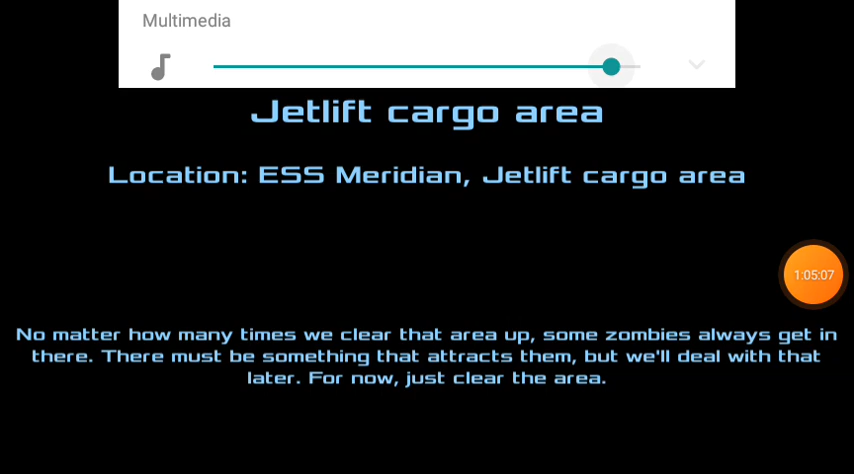 Multimedia
Jetlift cargo area
Location: ESS Meridian, Jetlift cargo area
1:05:07
No matter how many times we clear that area up, some zombies always get in
there. There must be something that attracts them, but we'll deal with that
later. For now, just clear the area.